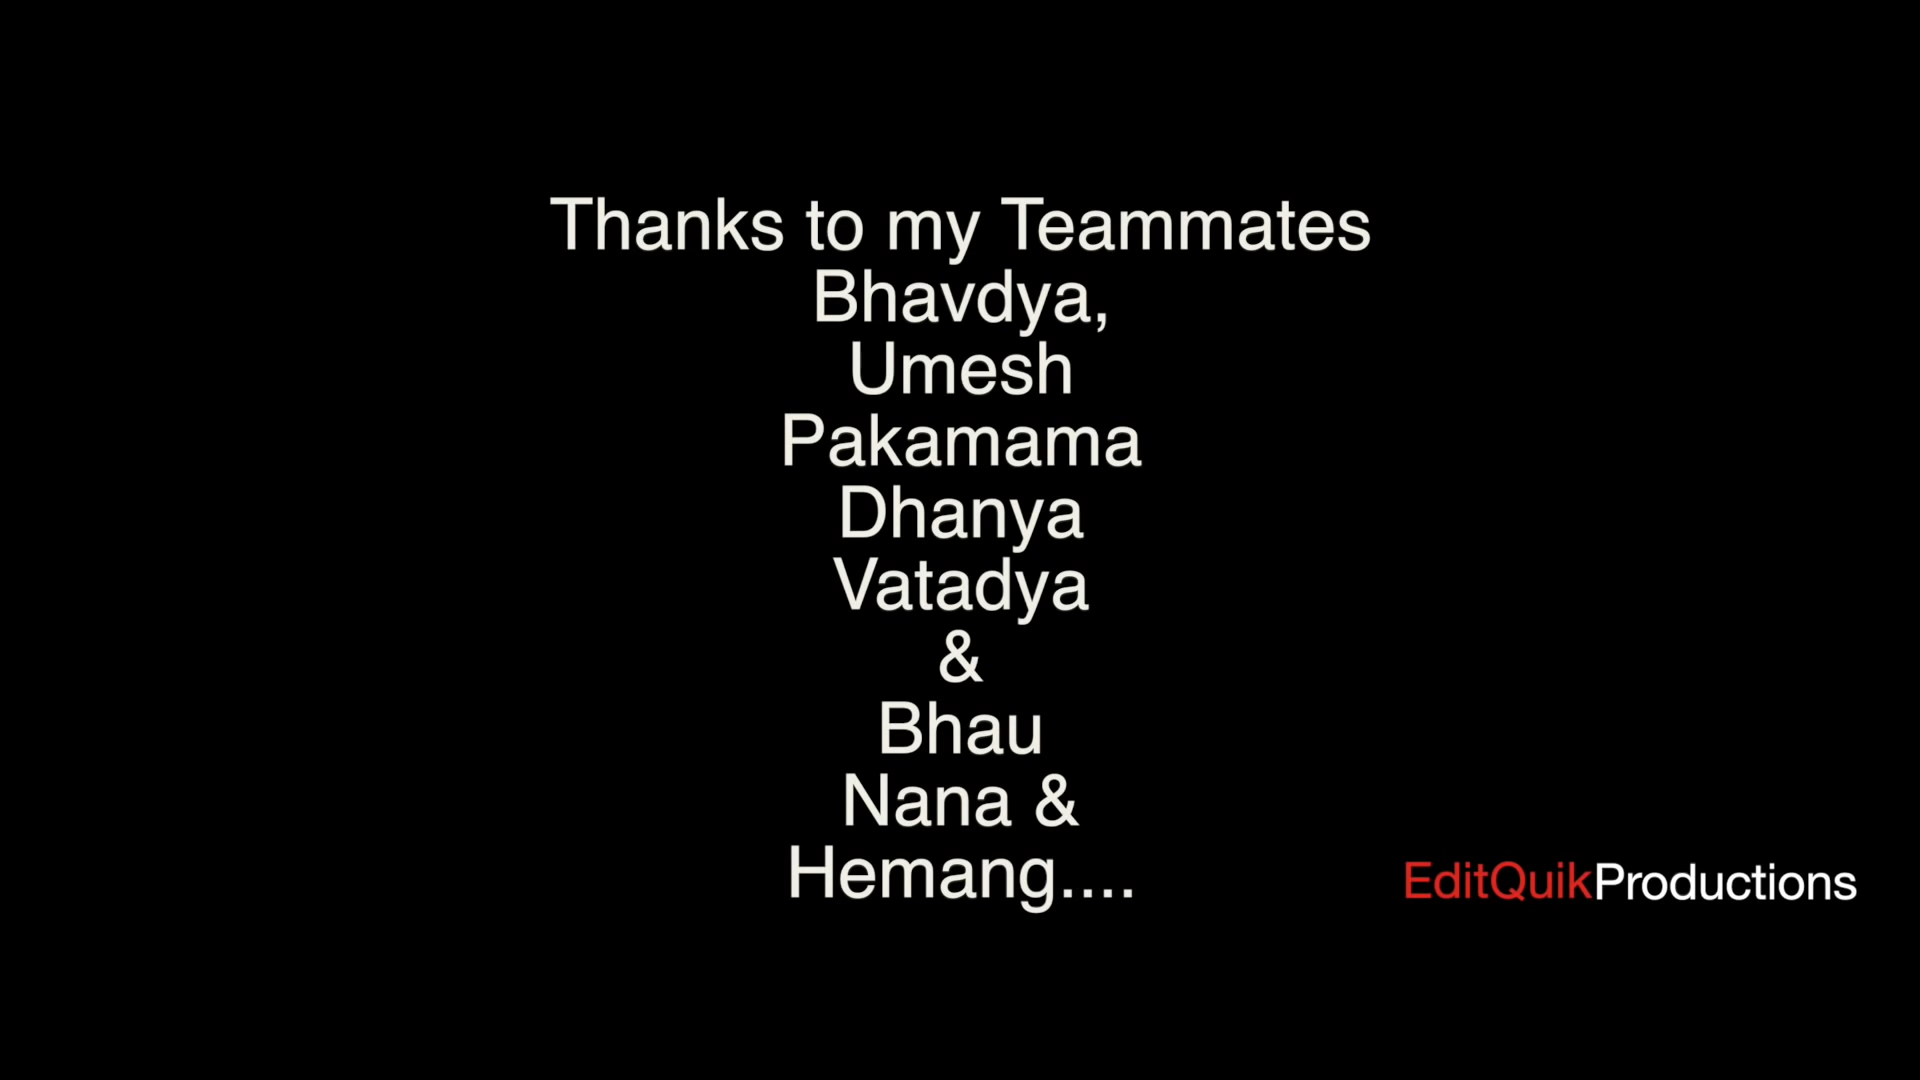 Thanks to my Teammates
Bhavdya,
Umesh
Pakamama
Dhanya
Vatadya
&
Bhau
Nana &
Hemang....
EditQuikProductions